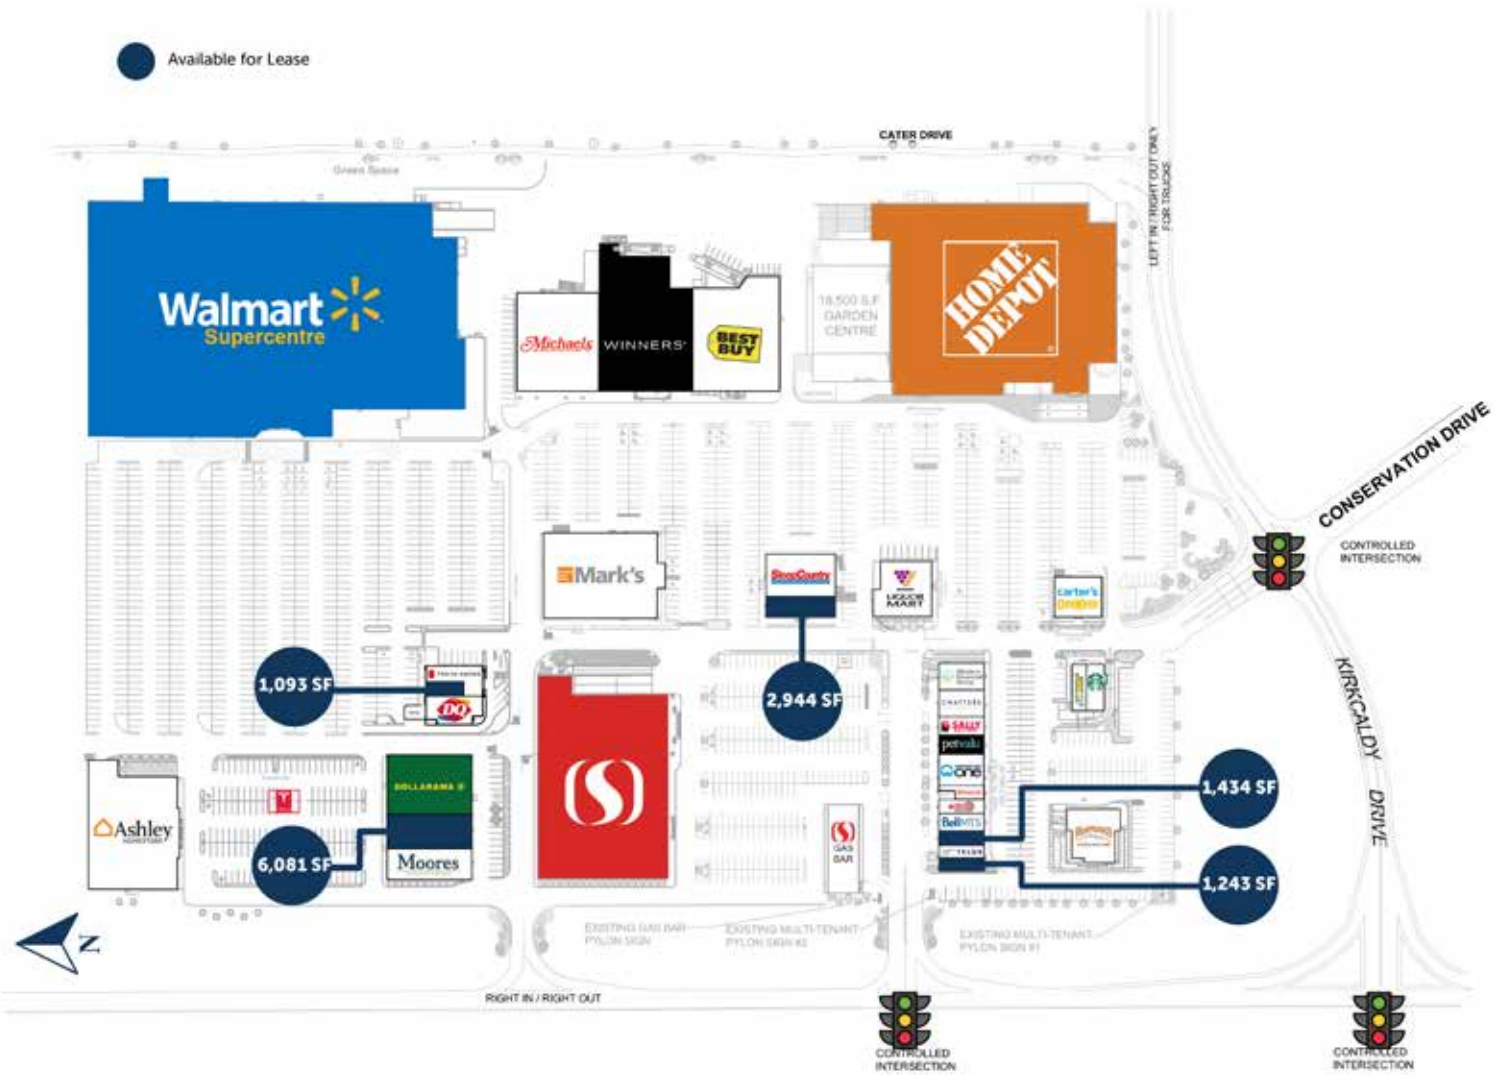 Available for Lease
CATER DRIVE
Green Space
LEFT IN / RIGHT OUT ONLY
FOR TRUCKS
Walmart
Supercentre
Michaels
WINNERS
BEST
BUY
18,500 S.F
GARDEN
CENTRE
THE
HOME
DEPOT
CONSERVATION DRIVE
CONTROLLED
INTERSECTION
Mark's
SleepCountry
LIQUOR
MART
carter's
1,093 SF
DQ
2,944 SF
CHATTERS
SALLY
petvalu
one
BellMTS
TELUS
KIRKCALDY DRIVE
1,434 SF
1,243 SF
DOLLARAMA
Ashley
HOMESTORE
T
6,081 SF
Moores
S
GAS
BAR
N
EXISTING GAS BAR
PYLON SIGN
EXISTING MULTI-TENANT
PYLON SIGN #2
EXISTING MULTI-TENANT
PYLON SIGN #1
RIGHT IN / RIGHT OUT
CONTROLLED
INTERSECTION
CONTROLLED
INTERSECTION